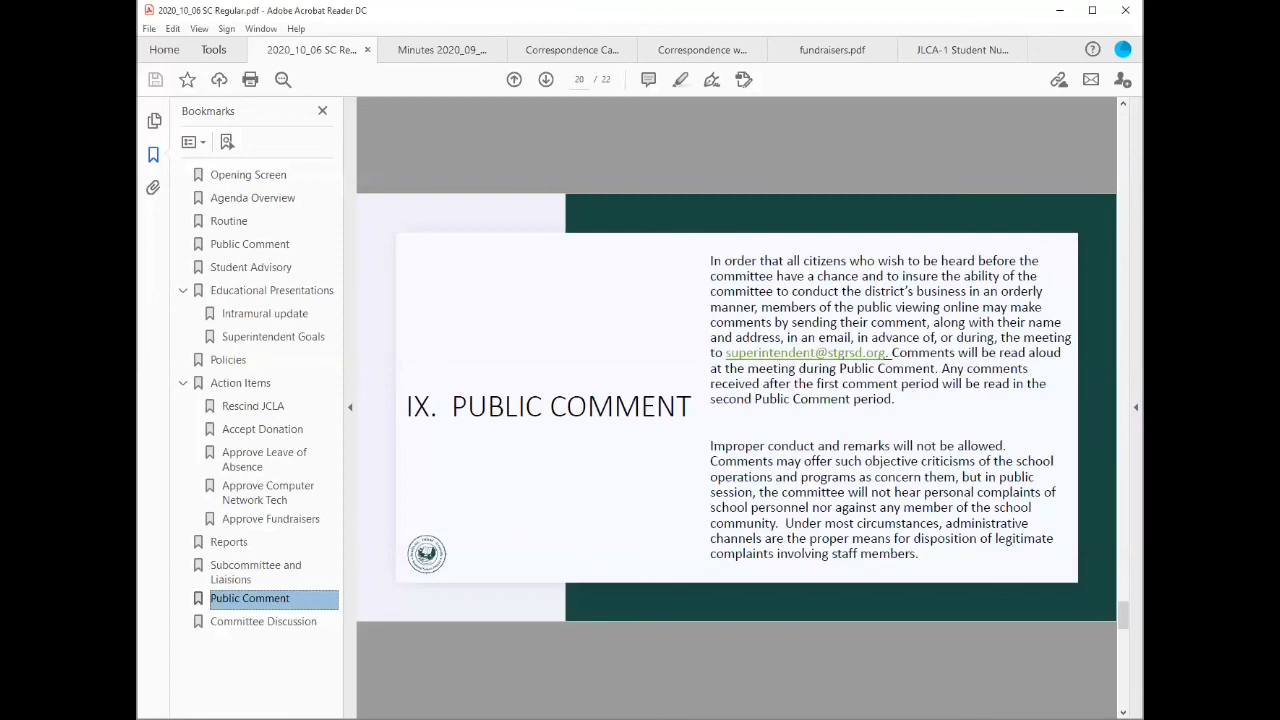 2020_10_06 SC Regular.pdf - Adobe Acrobat Reader DC
File Edit View Sign Window Help
Home Tools 2020_10_06 SC Re... Minutes 2020_09_... Correspondence Ca... Correspondence w... fundraisers.pdf JLCA-1 Student Nu...
20 / 22
Bookmarks
Opening Screen
Agenda Overview
Routine
Public Comment
Student Advisory
Educational Presentations
Intramural update
Superintendent Goals
Policies
Action Items
Rescind JCLA
Accept Donation
Approve Leave of
Absence
Approve Computer
Network Tech
Approve Fundraisers
Reports
Subcommittee and
Liaisions
Public Comment
Committee Discussion
IX. PUBLIC COMMENT
In order that all citizens who wish to be heard before the
committee have a chance and to insure the ability of the
committee to conduct the district's business in an orderly
manner, members of the public viewing online may make
comments by sending their comment, along with their name
and address, in an email, in advance of, or during, the meeting
to superintendent@stgrsd.org. Comments will be read aloud
at the meeting during Public Comment. Any comments
received after the first comment period will be read in the
second Public Comment period.
Improper conduct and remarks will not be allowed.
Comments may offer such objective criticisms of the school
operations and programs as concern them, but in public
session, the committee will not hear personal complaints of
school personnel nor against any member of the school
community. Under most circumstances, administrative
channels are the proper means for disposition of legitimate
complaints involving staff members.